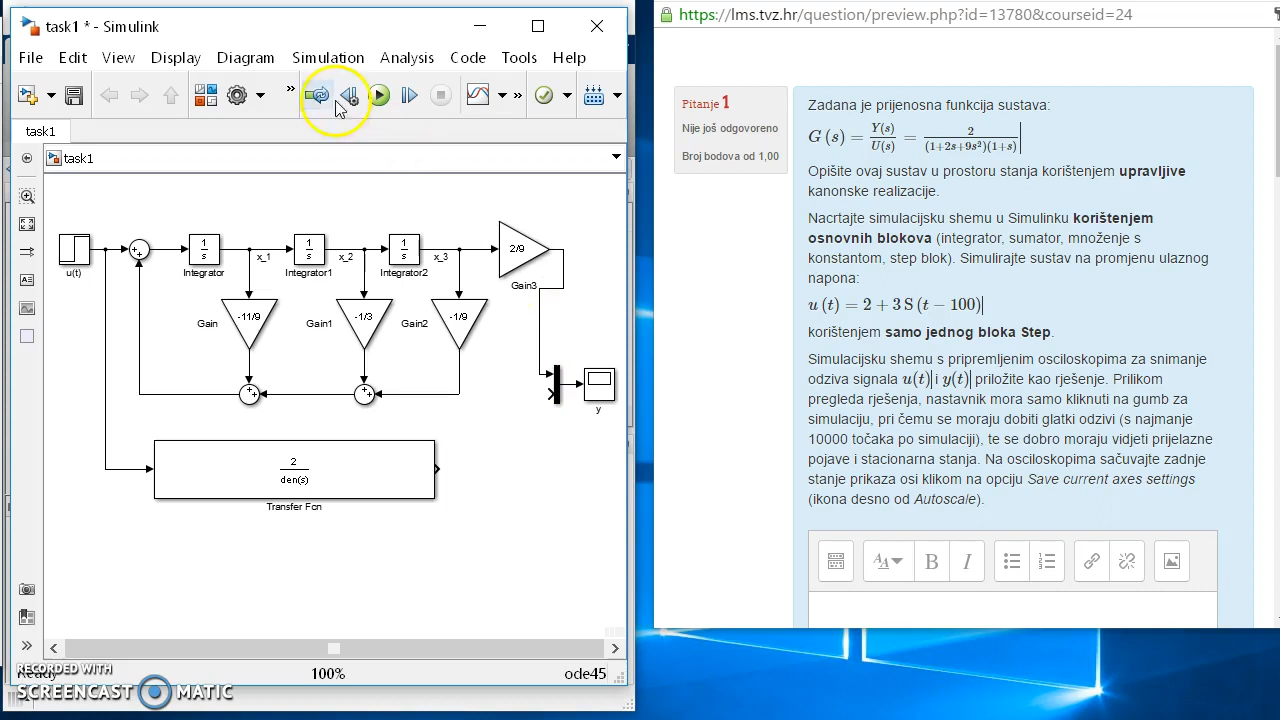 task1 * - Simulink
File Edit View Display Diagram Simulation Analysis Code Tools Help
»
»
task1
task1
u(t)
1
s
Integrator
x_1
1
s
Integrator1
x_2
1
s
Integrator2
x_3
2/9
Gain3
-11/9
Gain
-1/3
Gain1
-1/9
Gain2
y
2
den(s)
Transfer Fcn
»
RECORDED WITH
SCREENCAST MATIC
100% ode45
https://lms.tvz.hr/question/preview.php?id=13780&courseid=24
Pitanje 1
Nije još odgovoreno
Broj bodova od 1,00
Zadana je prijenosna funkcija sustava:
G (s) = Y(s)/U(s) = 2/((1+2s+9s²)(1+s))
Opišite ovaj sustav u prostoru stanja korištenjem upravljive
kanonske realizacije.
Nacrtajte simulacijsku shemu u Simulinku korištenjem
osnovnih blokova (integrator, sumator, množenje s
konstantom, step blok). Simulirajte sustav na promjenu ulaznog
napona:
u (t) = 2 + 3 S (t − 100)
korištenjem samo jednog bloka Step.
Simulacijsku shemu s pripremljenim osciloskopima za snimanje
odziva signala u(t) i y(t) priložite kao rješenje. Prilikom
pregleda rješenja, nastavnik mora samo kliknuti na gumb za
simulaciju, pri čemu se moraju dobiti glatki odzivi (s najmanje
10000 točaka po simulaciji), te se dobro moraju vidjeti prijelazne
pojave i stacionarna stanja. Na osciloskopima sačuvajte zadnje
stanje prikaza osi klikom na opciju Save current axes settings
(ikona desno od Autoscale).
B I